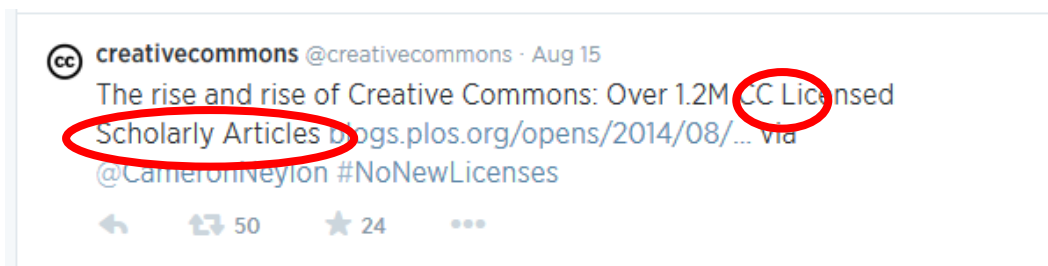 cc creativecommons @creativecommons · Aug 15
The rise and rise of Creative Commons: Over 1.2M CC Licensed
Scholarly Articles blogs.plos.org/opens/2014/08/... via
@CameronNeylon #NoNewLicenses
50 24